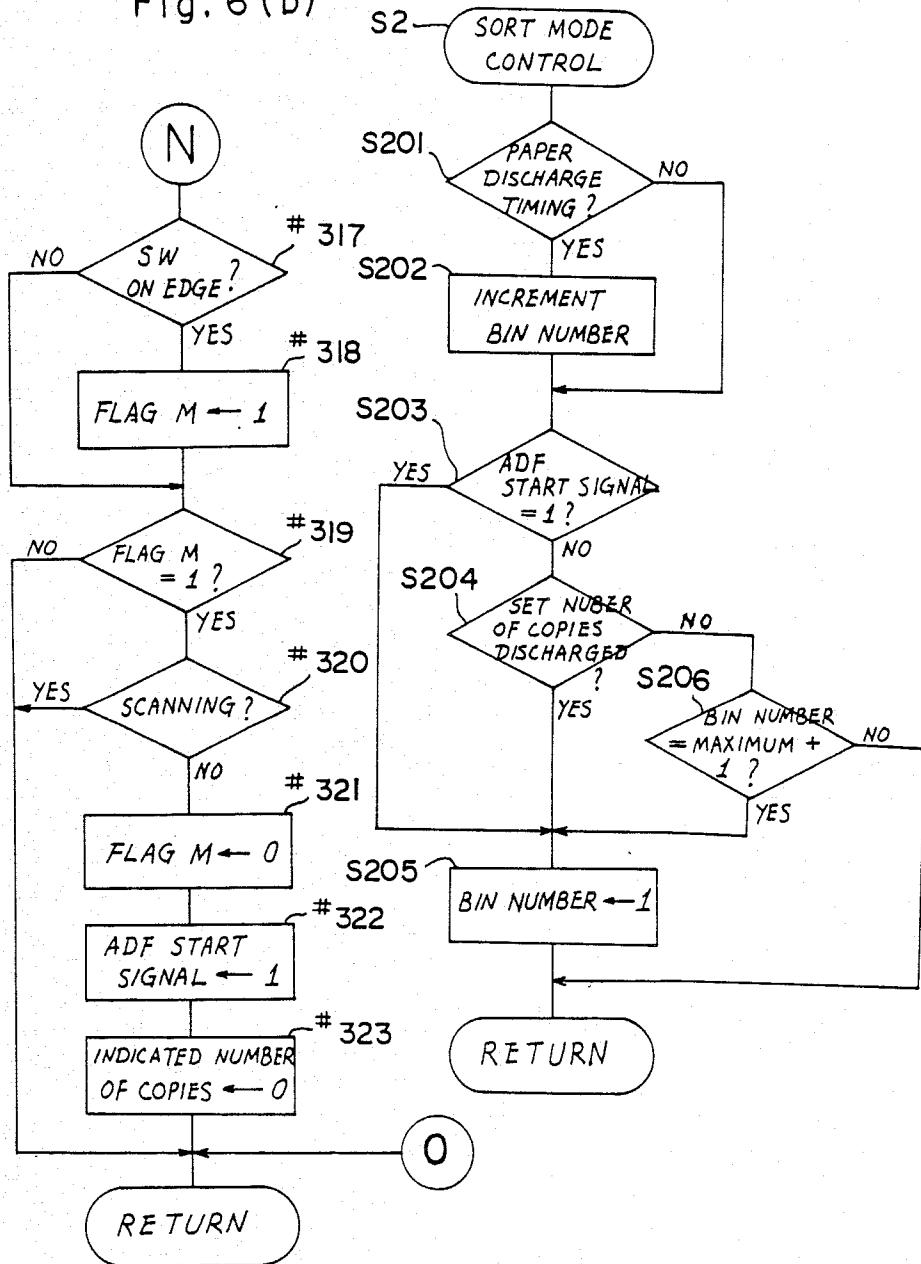 Fig. 6 (b)
N
# 317
SW
ON EDGE?
NO
YES
# 318
FLAG M ← 1
# 319
FLAG M
= 1 ?
NO
YES
# 320
SCANNING ?
YES
NO
# 321
FLAG M ← 0
# 322
ADF START
SIGNAL ← 1
# 323
INDICATED NUMBER
OF COPIES ← 0
O
RETURN
S2
SORT MODE
CONTROL
S201
PAPER
DISCHARGE
TIMING ?
NO
YES
S202
INCREMENT
BIN NUMBER
S203
ADF
START SIGNAL
= 1 ?
YES
NO
S204
SET NUBER
OF COPIES
DISCHARGED
?
NO
YES
S206
BIN NUMBER
= MAXIMUM +
1 ?
NO
YES
S205
BIN NUMBER ← 1
RETURN